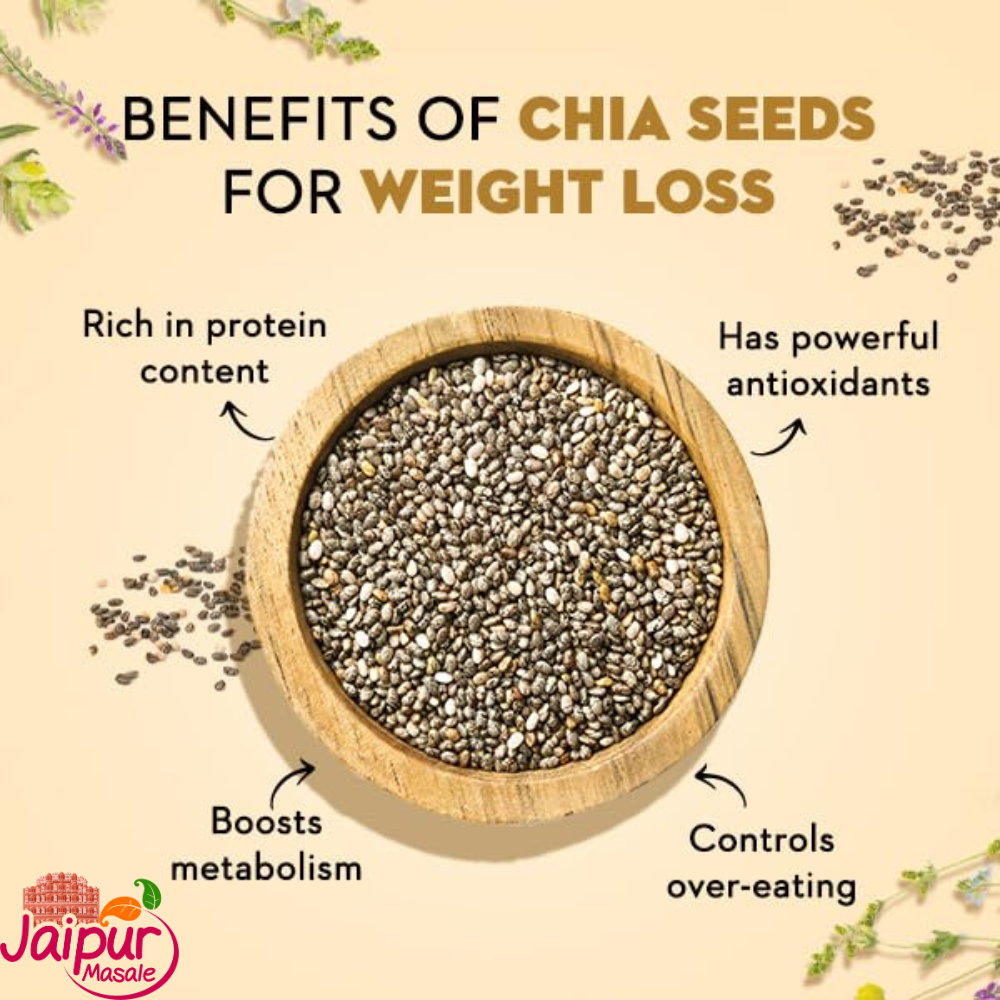 BENEFITS OF CHIA SEEDS
FOR WEIGHT LOSS
Rich in protein
content
Has powerful
antioxidants
Boosts
metabolism
Controls
over-eating
Jaipur
Masale